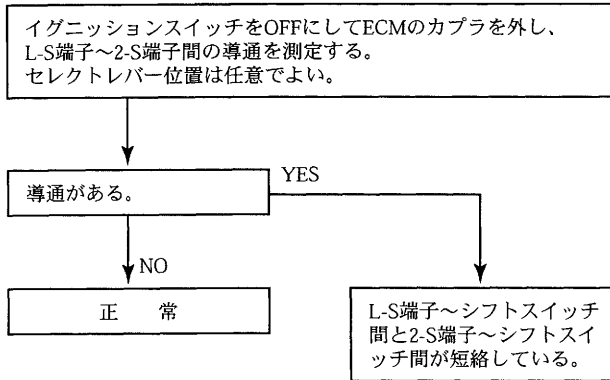 イグニッションスイッチをOFFにしてECMのカプラを外し、
L-S端子～2-S端子間の導通を測定する。
セレクトレバー位置は任意でよい。
YES
導通がある。
NO
正　常
L-S端子～シフトスイッチ
間と2-S端子～シフトスイ
ッチ間が短絡している。